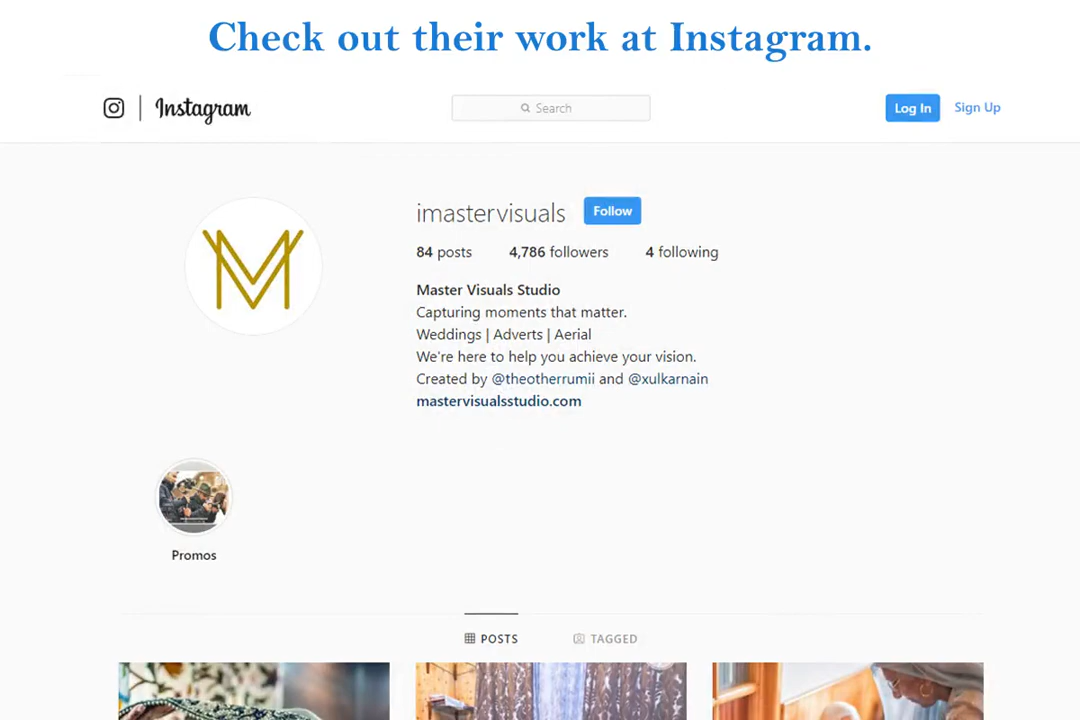 Check out their work at Instagram.
Instagram
Search
Log In
Sign Up
imastervisuals
Follow
84 posts
4,786 followers
4 following
Master Visuals Studio
Capturing moments that matter.
Weddings | Adverts | Aerial
We're here to help you achieve your vision.
Created by @theotherrumii and @xulkarnain
mastervisualsstudio.com
Promos
POSTS
TAGGED